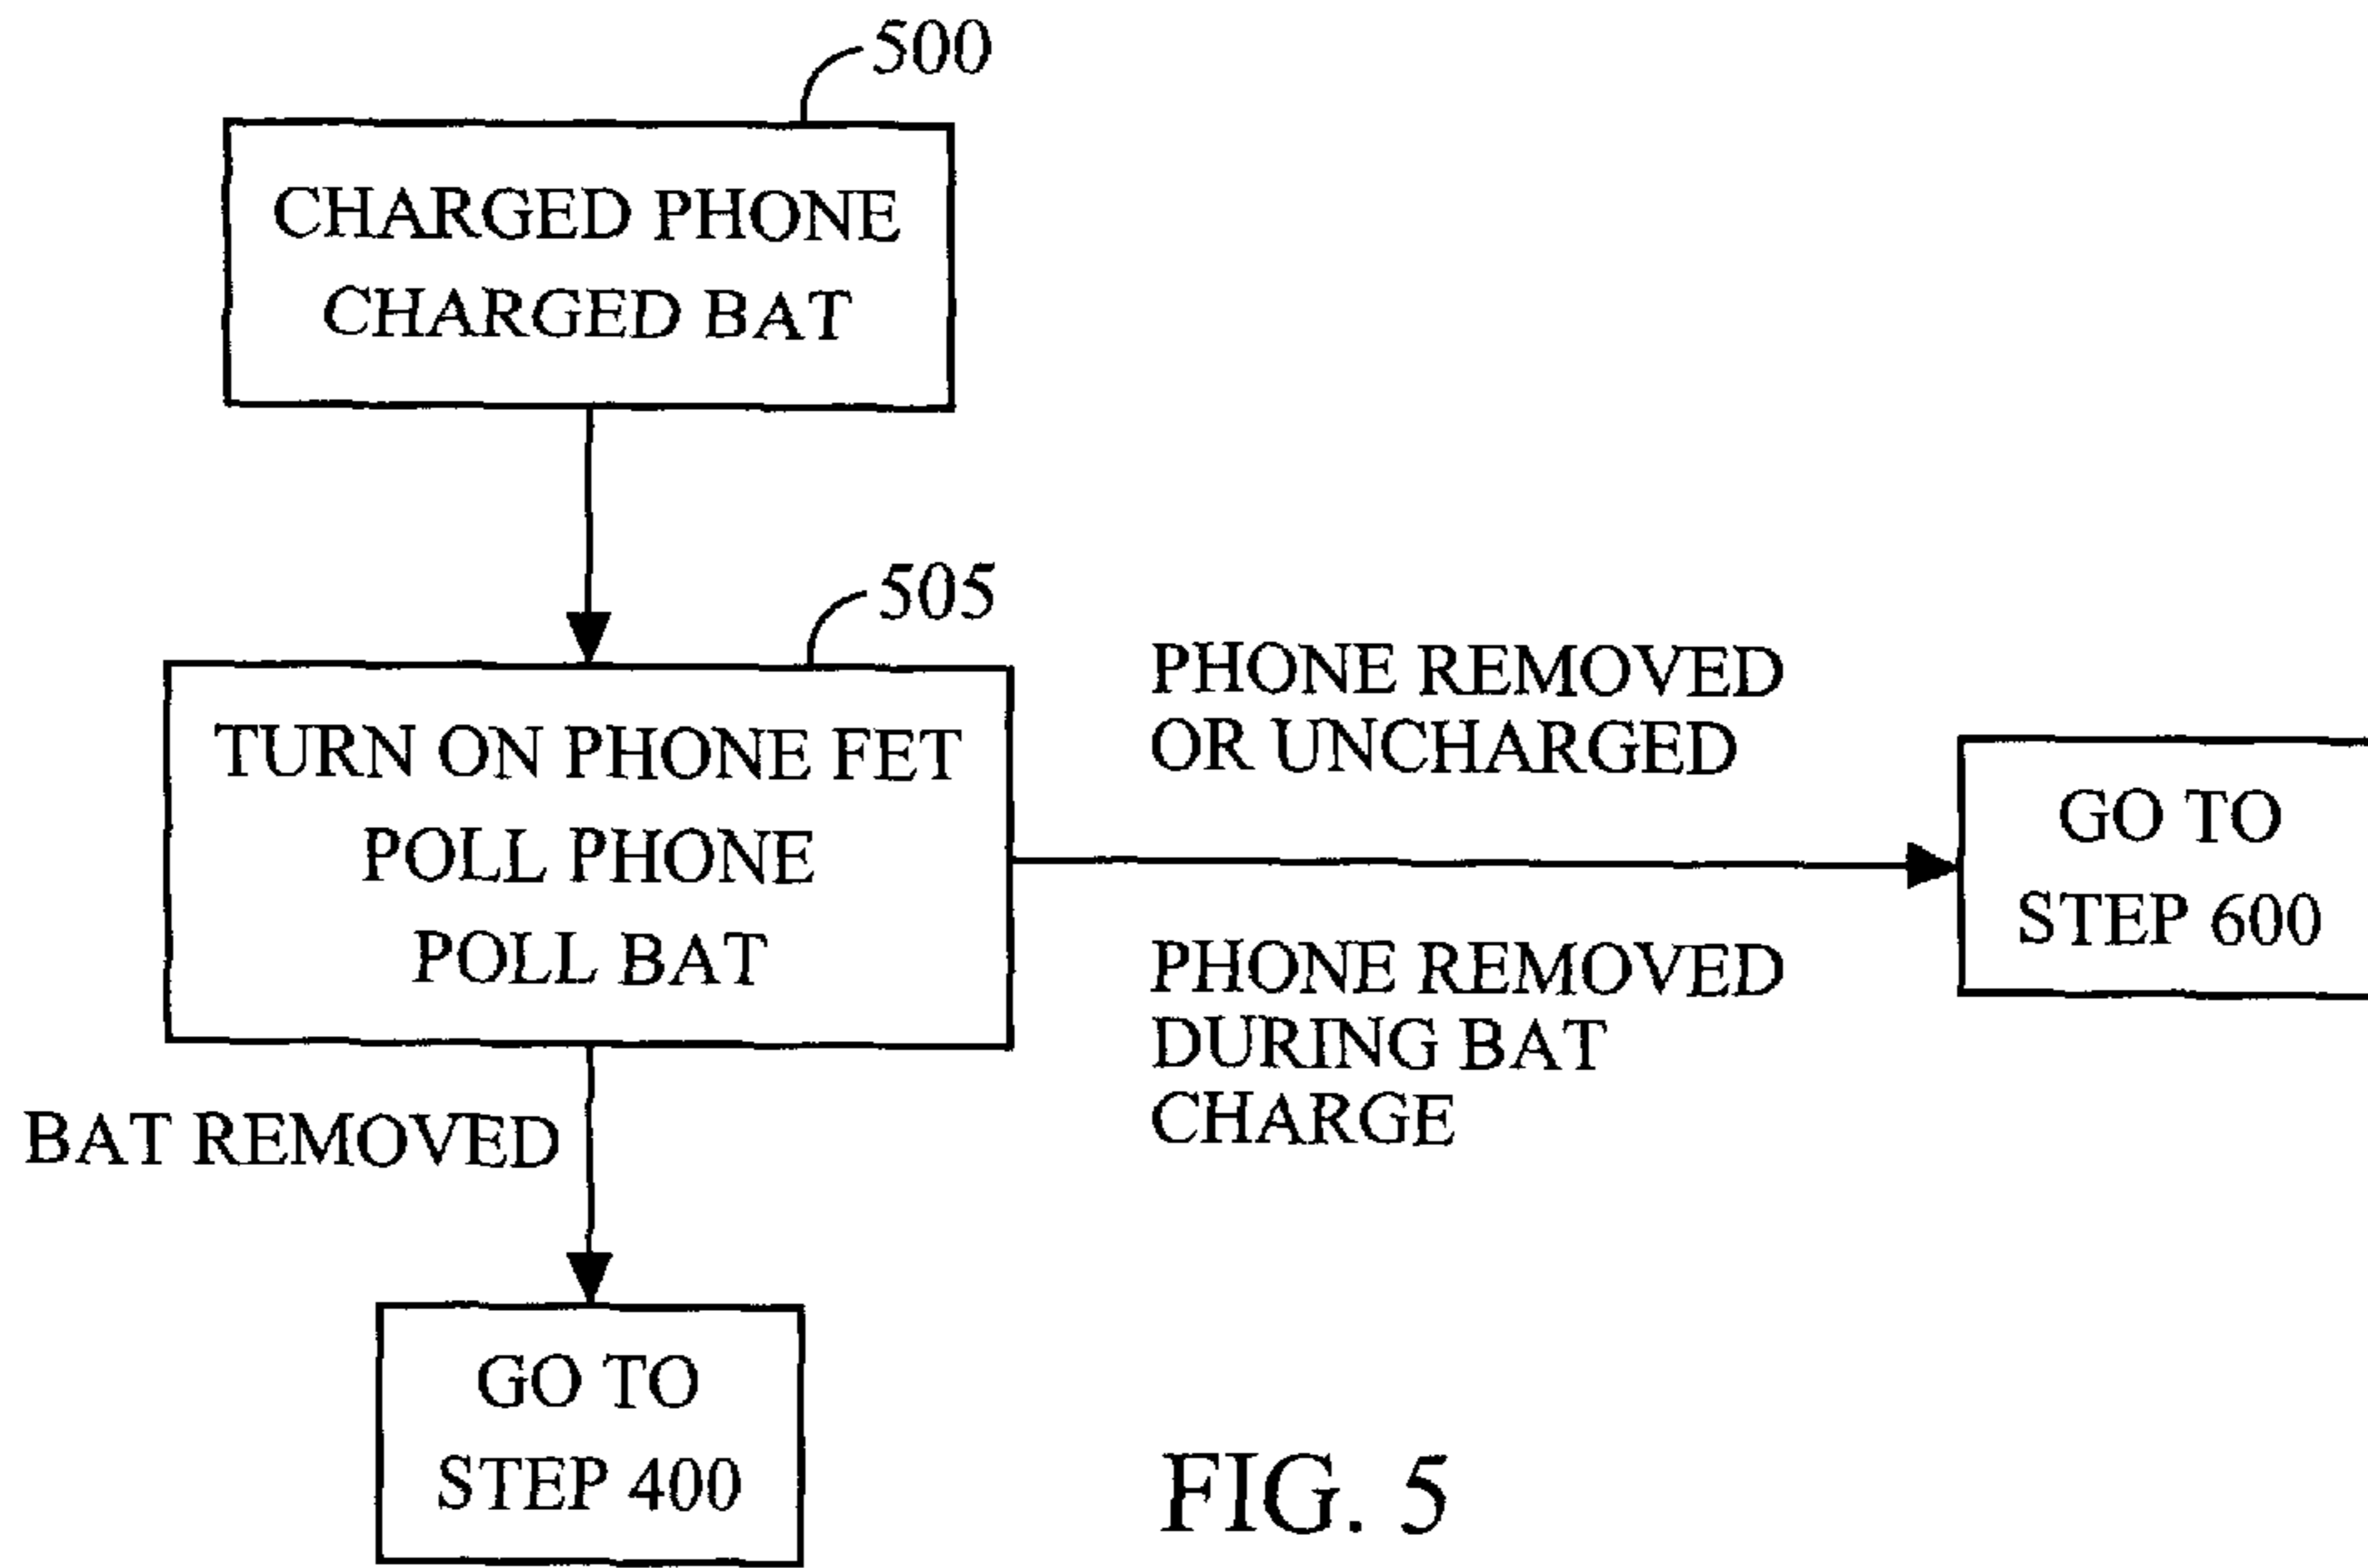 500
CHARGED PHONE
CHARGED BAT
505
TURN ON PHONE FET
POLL PHONE
POLL BAT
PHONE REMOVED
OR UNCHARGED
PHONE REMOVED
DURING BAT
CHARGE
GO TO
STEP 600
BAT REMOVED
GO TO
STEP 400
FIG. 5